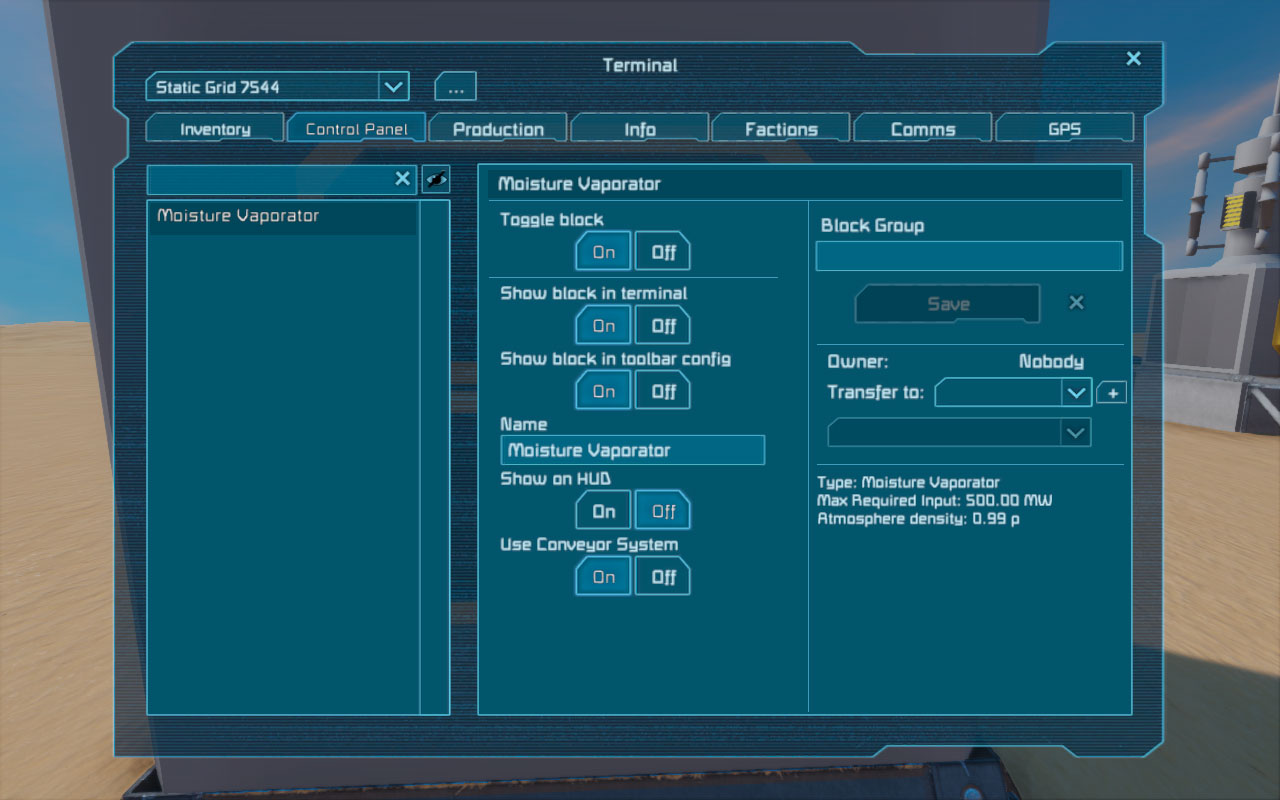 Terminal
Static Grid 7544
...
Inventory Control Panel Production Info Factions Comms GPS
Moisture Vaporator
Moisture Vaporator
Toggle block
On Off
Show block in terminal
On Off
Show block in toolbar config
On Off
Name
Moisture Vaporator
Show on HUD
On Off
Use Conveyor System
On Off
Block Group
Save
Owner: Nobody
Transfer to:
Type: Moisture Vaporator
Max Required Input: 500.00 MW
Atmosphere density: 0.99 ρ